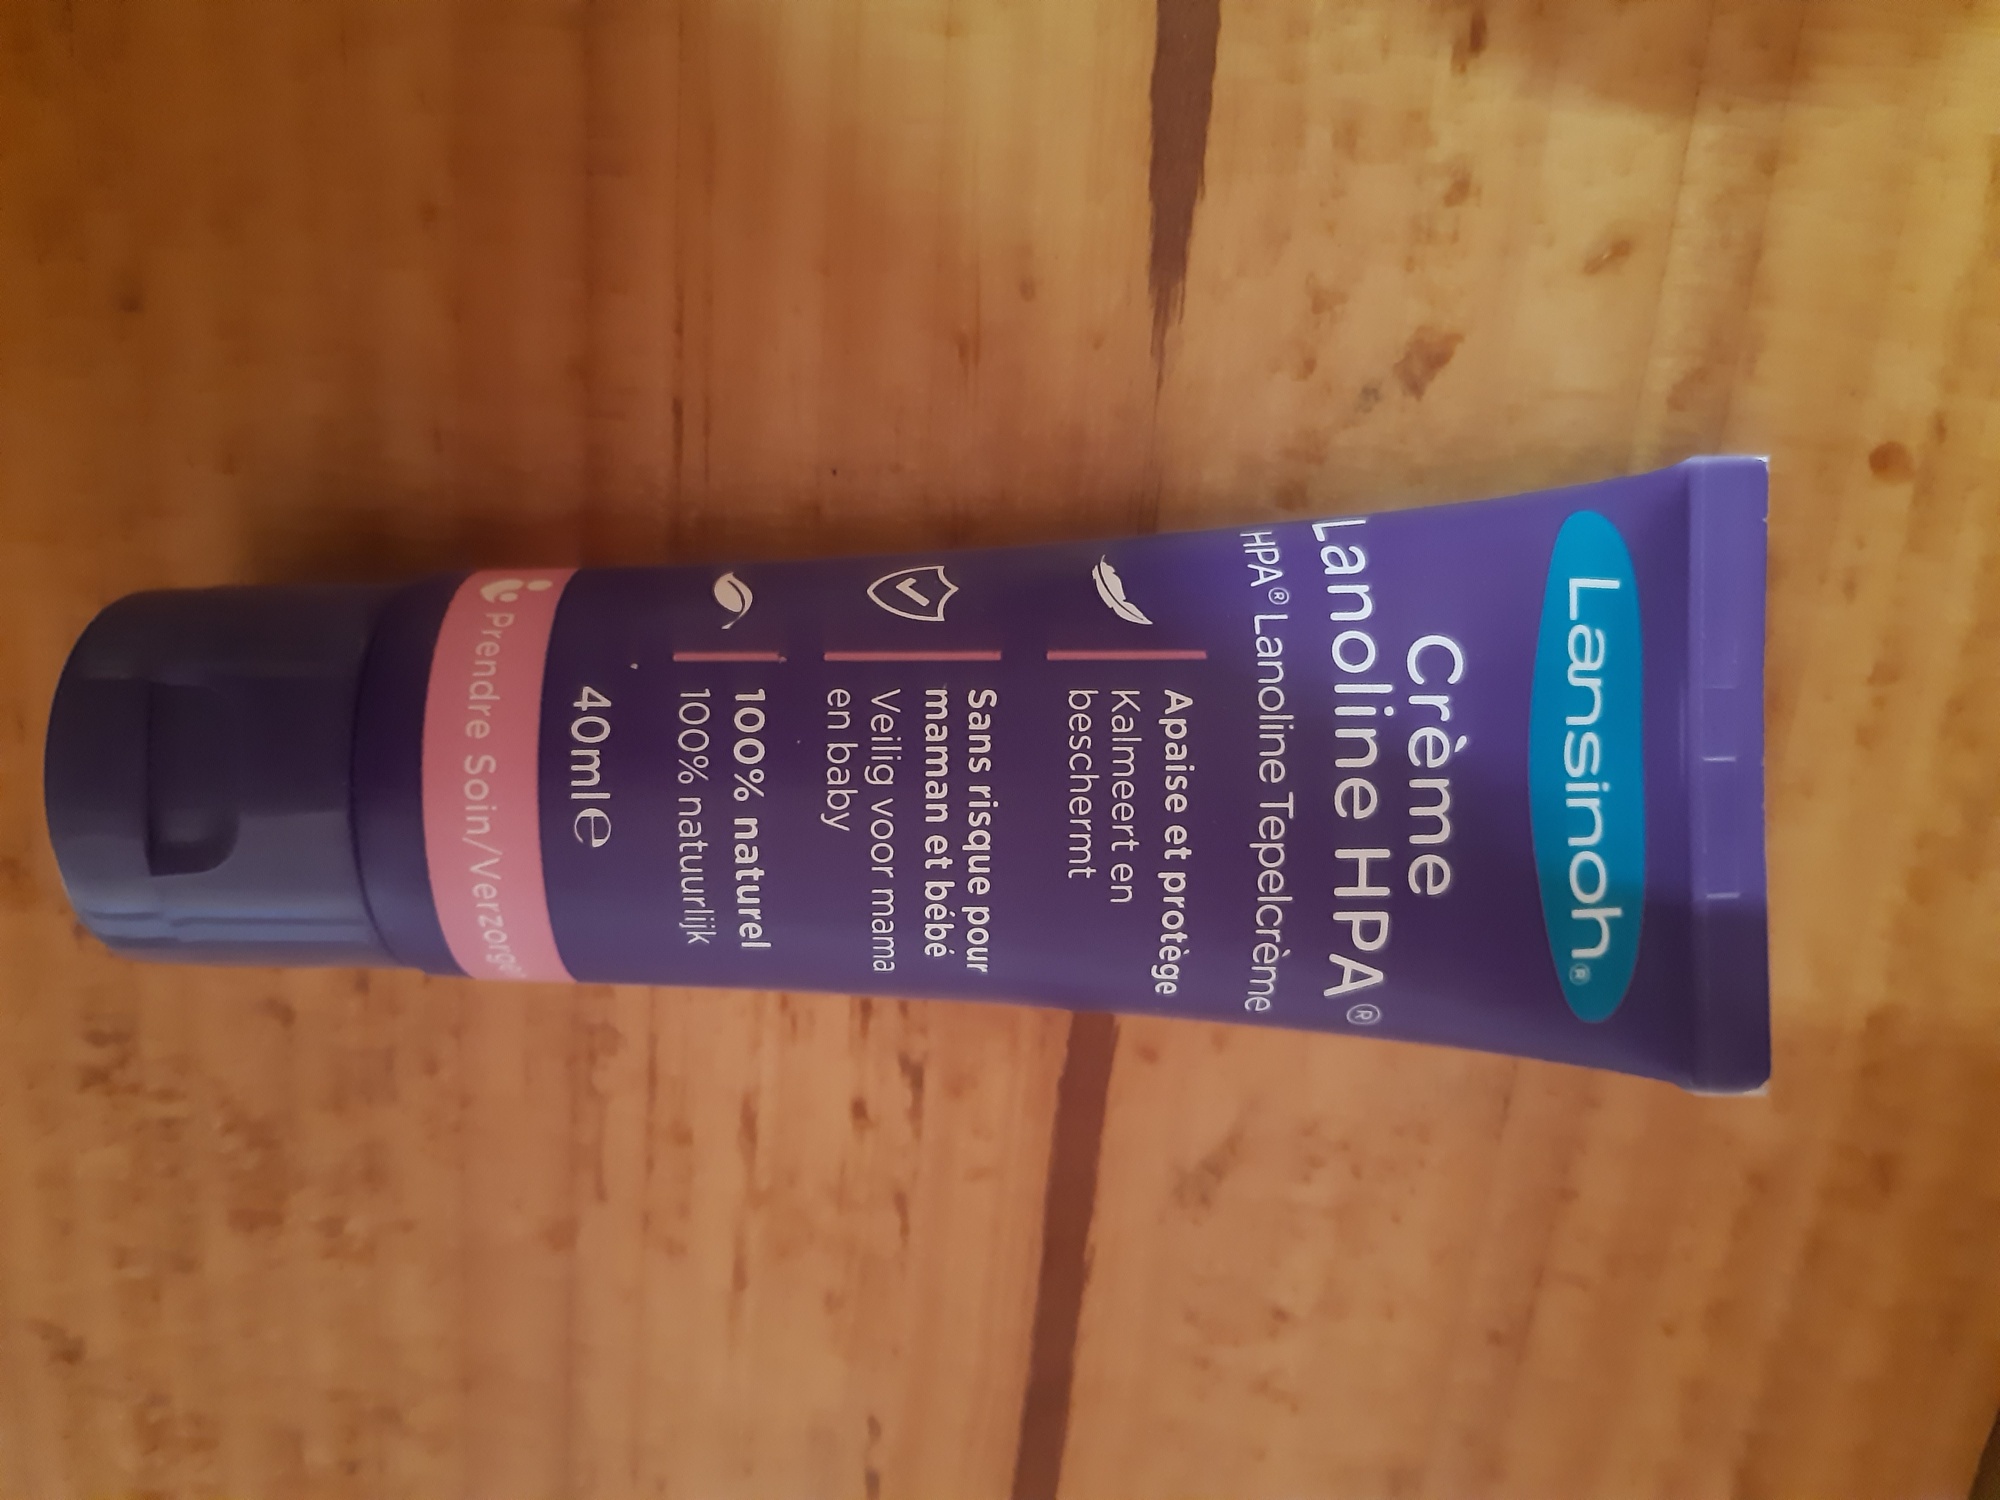 Lansinoh®
Crème
Lanoline HPA®
HPA® Lanoline Tepelcrème
Apaise et protège
Kalmeert en
beschermt
Sans risque pour
maman et bébé
Veilig voor mama
en baby
100% naturel
100% natuurlijk
40ml e
Prendre Soin/